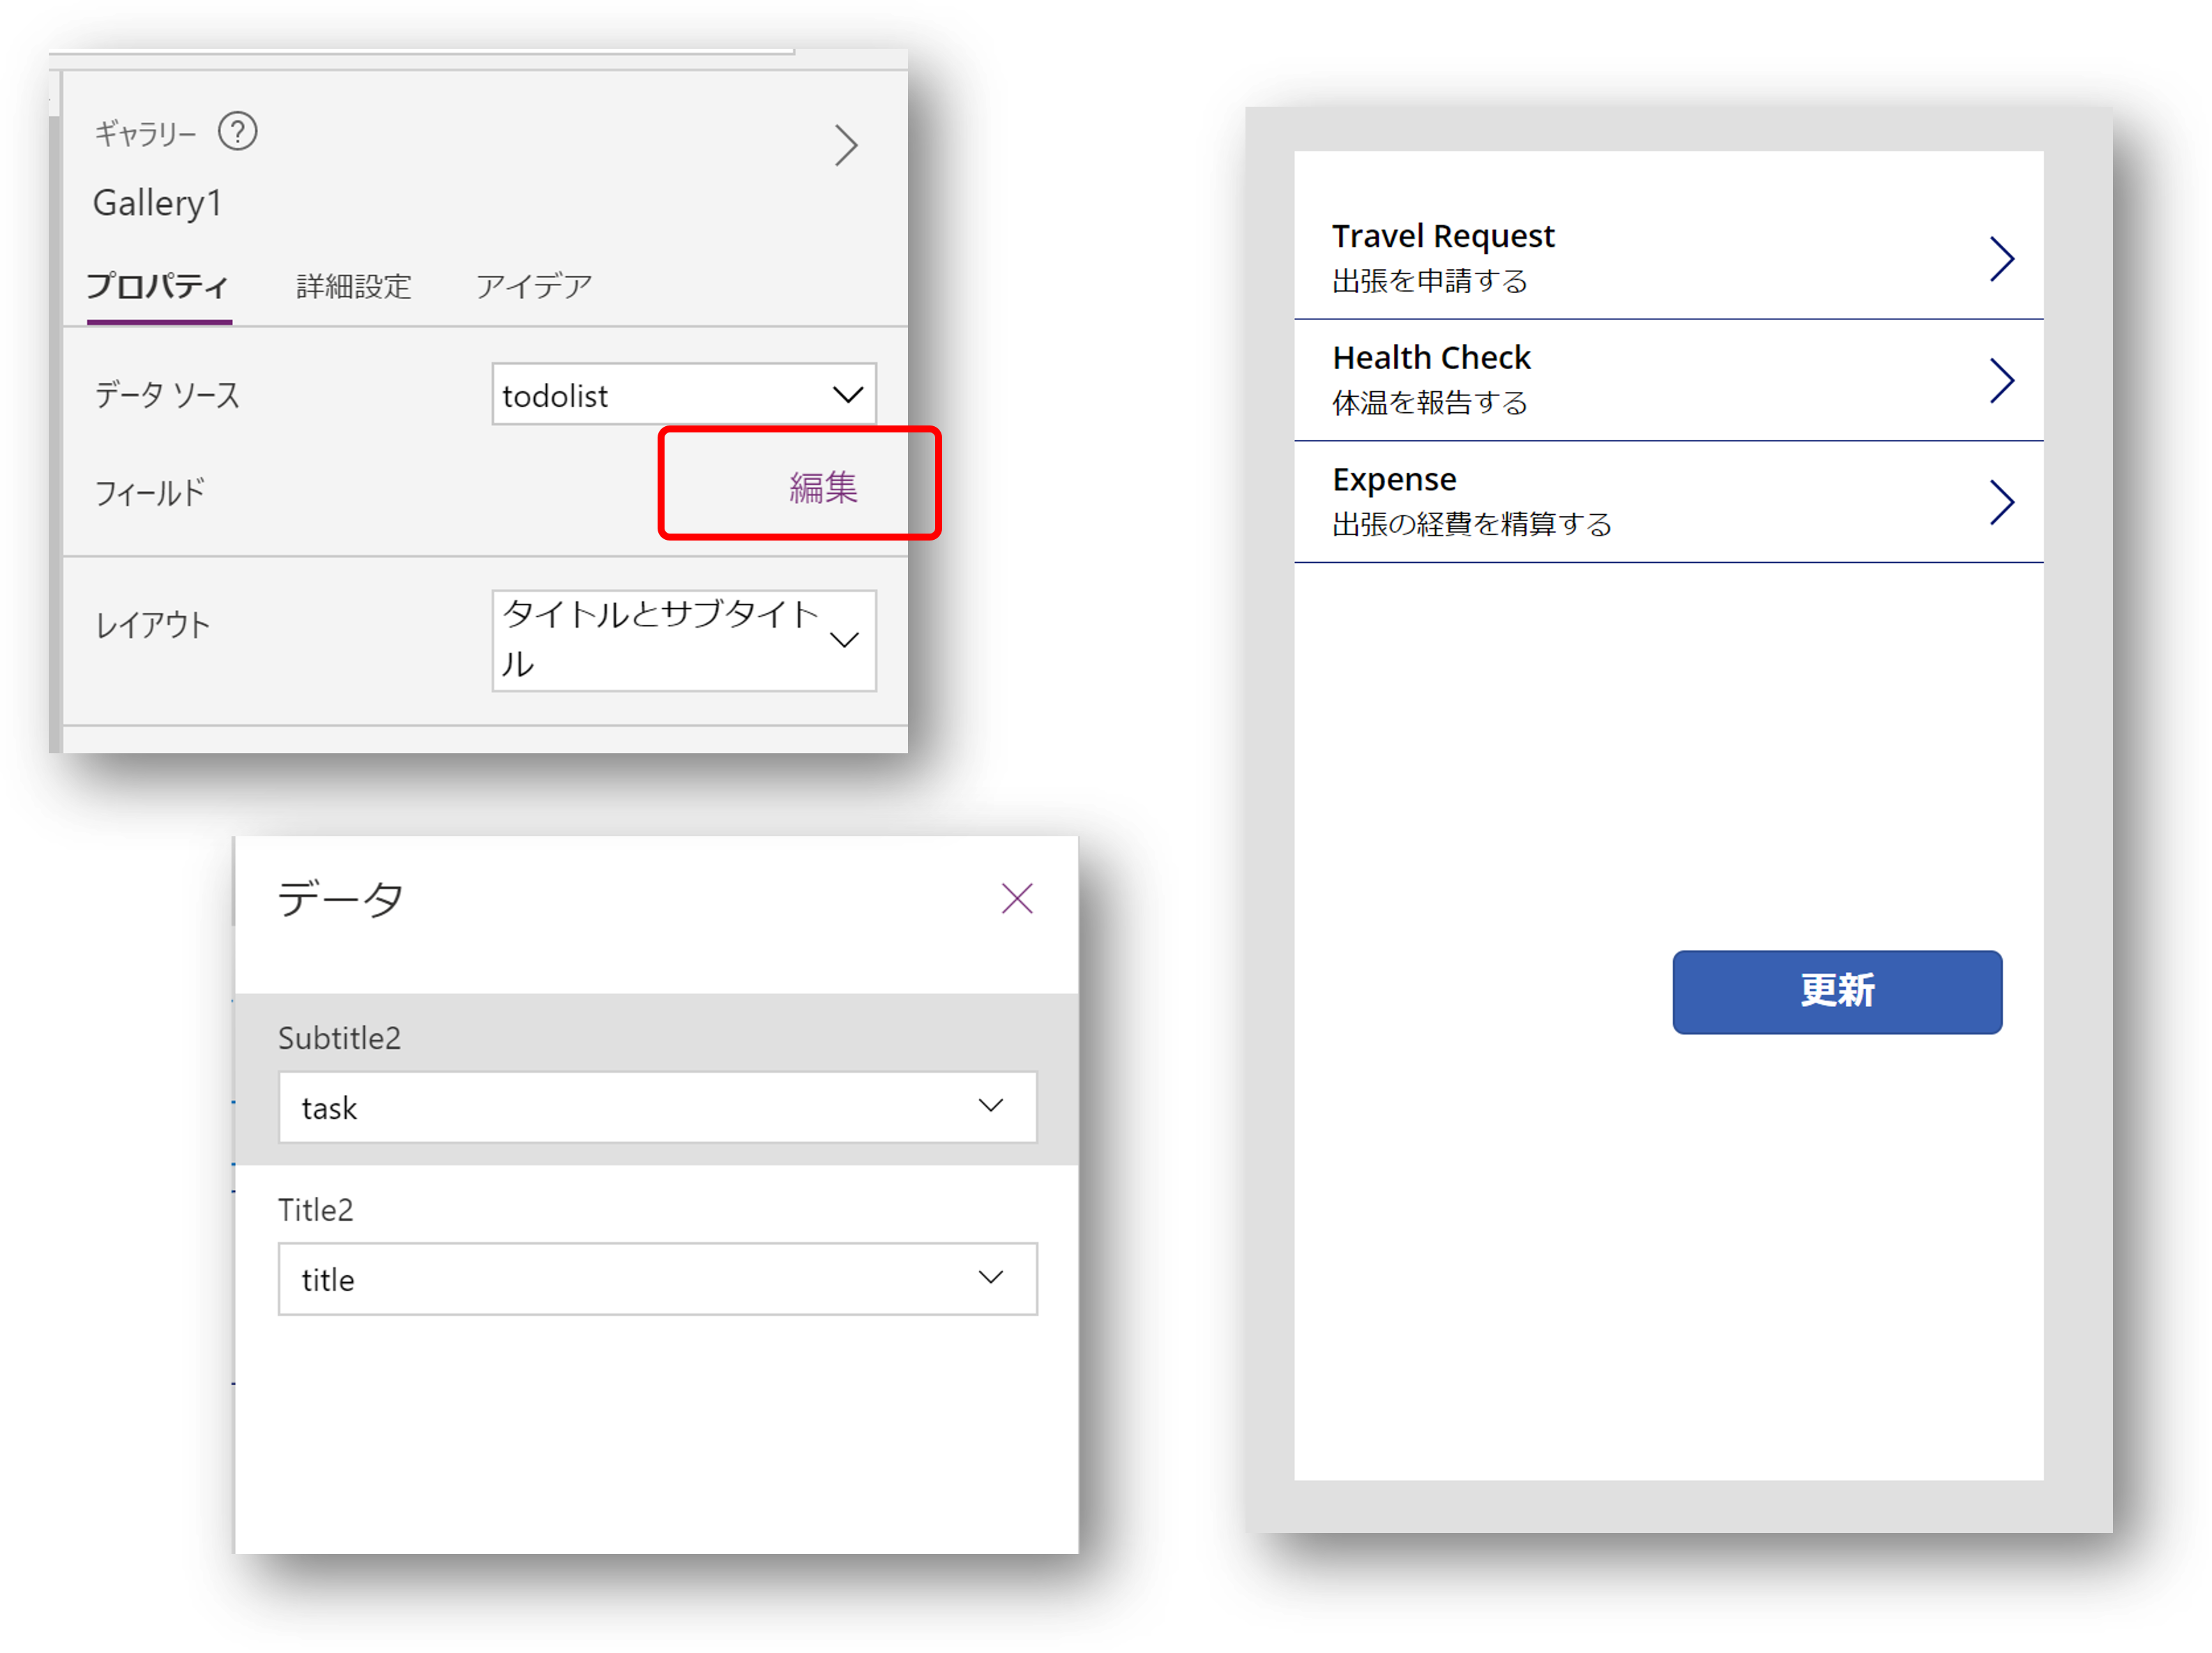 ギャラリー ?
Gallery1
プロパティ 詳細設定 アイデア
データ ソース todolist
フィールド 編集
レイアウト タイトルとサブタイト
ル
データ
Subtitle2
task
Title2
title
Travel Request
出張を申請する
Health Check
体温を報告する
Expense
出張の経費を精算する
更新